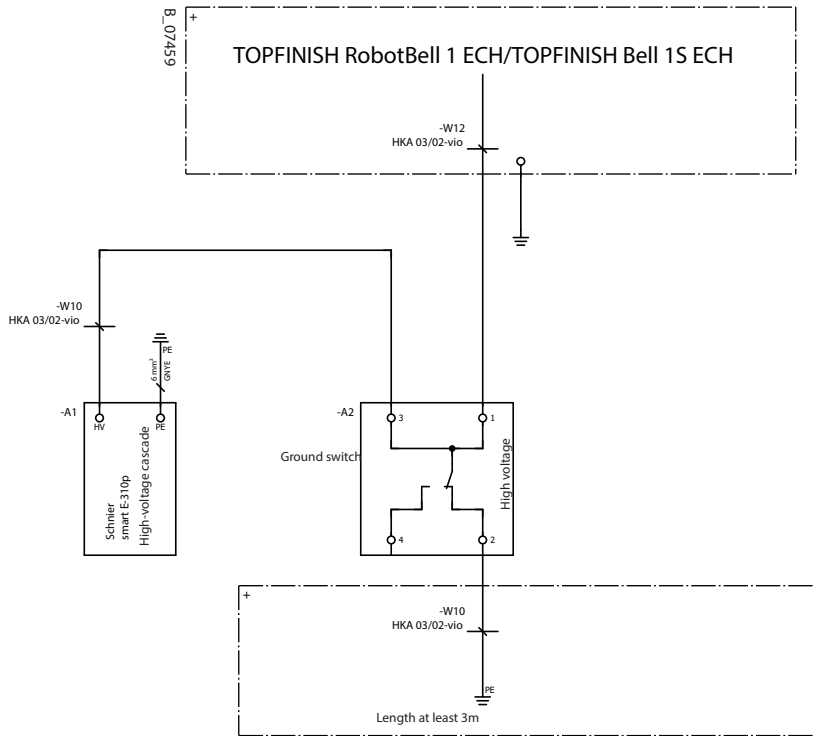 B_07459
+
TOPFINISH RobotBell 1 ECH/TOPFINISH Bell 1S ECH
-W12
HKA 03/02-vio
-W10
HKA 03/02-vio
PE
6 mm²
GNYE
-A1
HV
PE
Schnier
smart E-310p
High-voltage cascade
-A2
3
1
Ground switch
High voltage
4
2
+
-W10
HKA 03/02-vio
PE
Length at least 3m